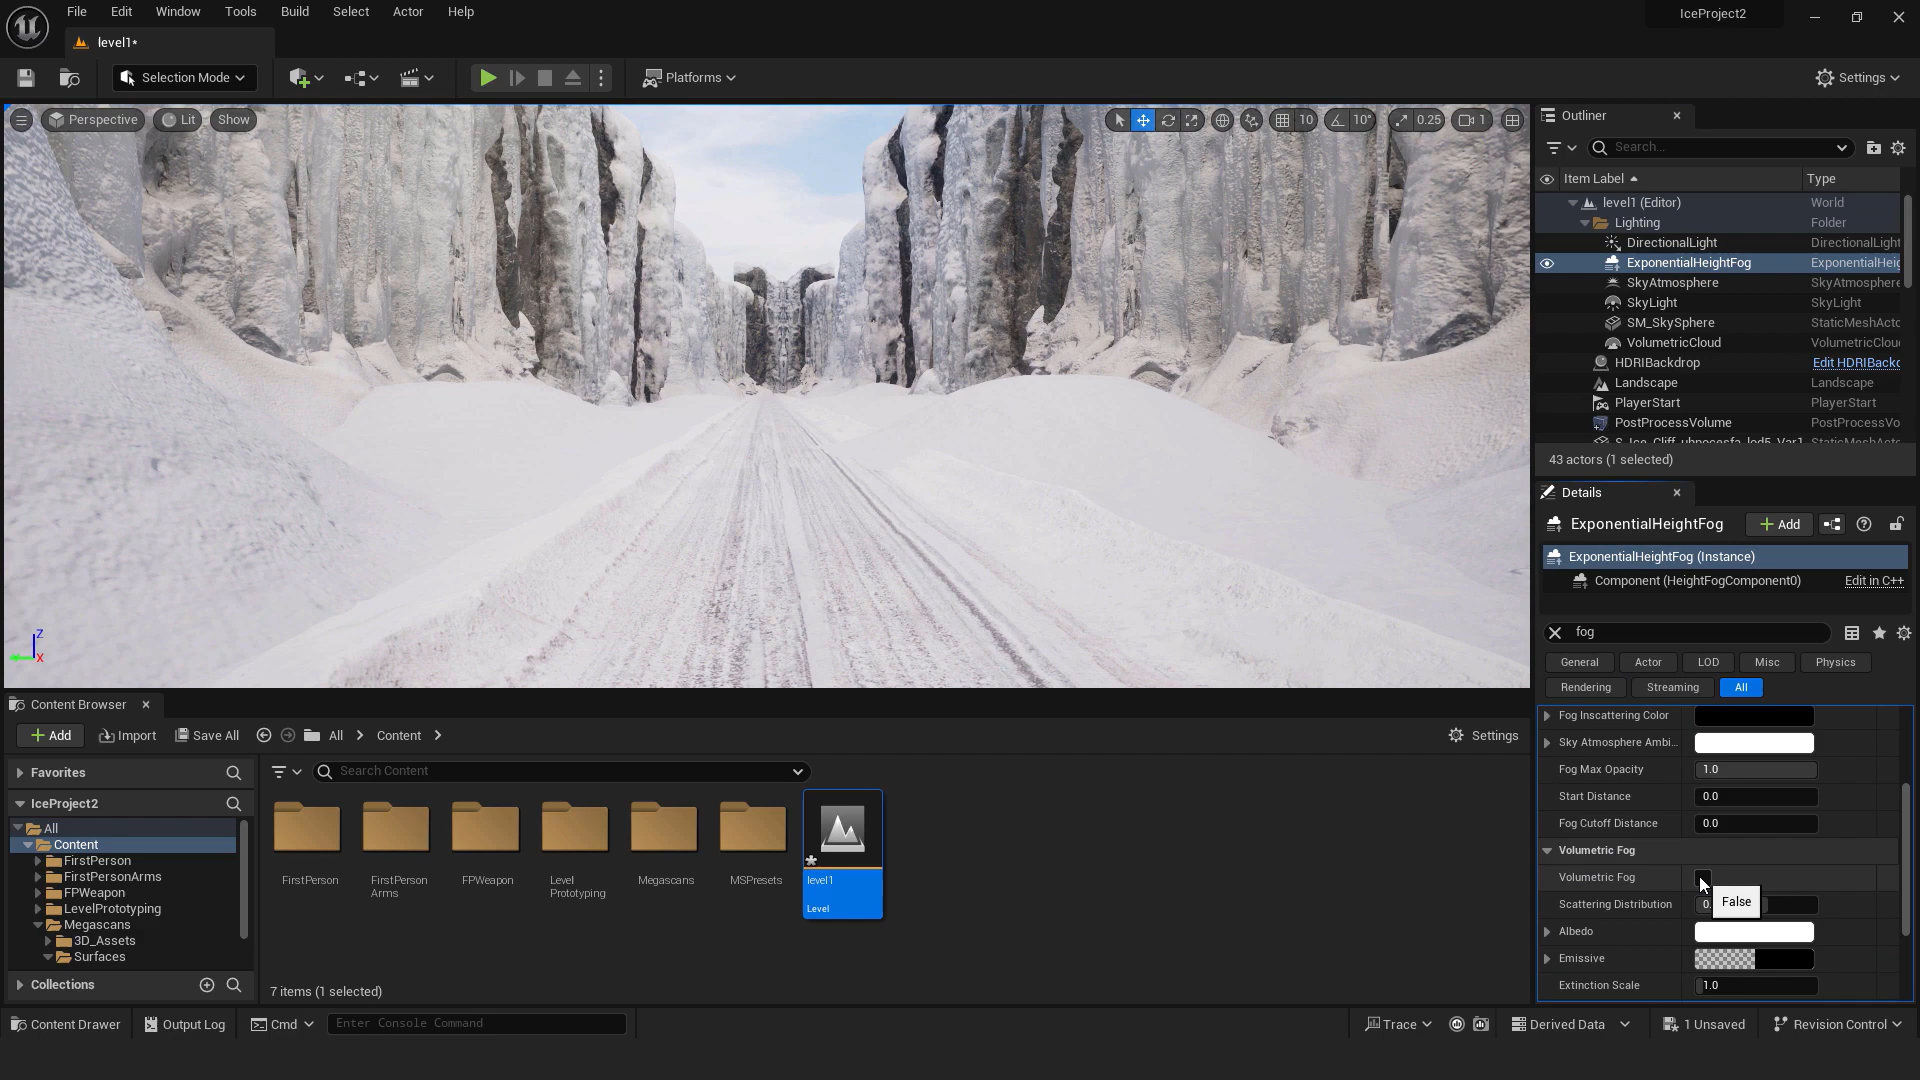 File Edit Window Tools Build Select Actor Help
IceProject2
level1*
Selection Mode
Platforms
Settings
Perspective Lit Show
10 10° 0.25 1
Z
X
Outliner
Search...
Item Label Type
level1 (Editor) World
Lighting Folder
DirectionalLight DirectionalLight
ExponentialHeightFog ExponentialHeig
SkyAtmosphere SkyAtmosphere
SkyLight SkyLight
SM_SkySphere StaticMeshActo
VolumetricCloud VolumetricClou
HDRIBackdrop Edit HDRIBackd
Landscape Landscape
PlayerStart PlayerStart
PostProcessVolume PostProcessVo
43 actors (1 selected)
Details
ExponentialHeightFog Add
ExponentialHeightFog (Instance)
Component (HeightFogComponent0) Edit in C++
fog
General Actor LOD Misc Physics
Rendering Streaming All
Fog Inscattering Color
Sky Atmosphere Ambi...
Fog Max Opacity 1.0
Start Distance 0.0
Fog Cutoff Distance 0.0
Volumetric Fog
Volumetric Fog
False
Scattering Distribution 0.
Albedo
Emissive
Extinction Scale 1.0
Content Browser
Add Import Save All All Content Settings
Favorites
Search Content
IceProject2
All
Content
FirstPerson
FirstPersonArms
FPWeapon
LevelPrototyping
Megascans
3D_Assets
Surfaces
Collections
FirstPerson
FirstPerson
Arms
FPWeapon
Level
Prototyping
Megascans
MSPresets
level1
Level
7 items (1 selected)
Content Drawer Output Log Cmd Enter Console Command Trace Derived Data 1 Unsaved Revision Control